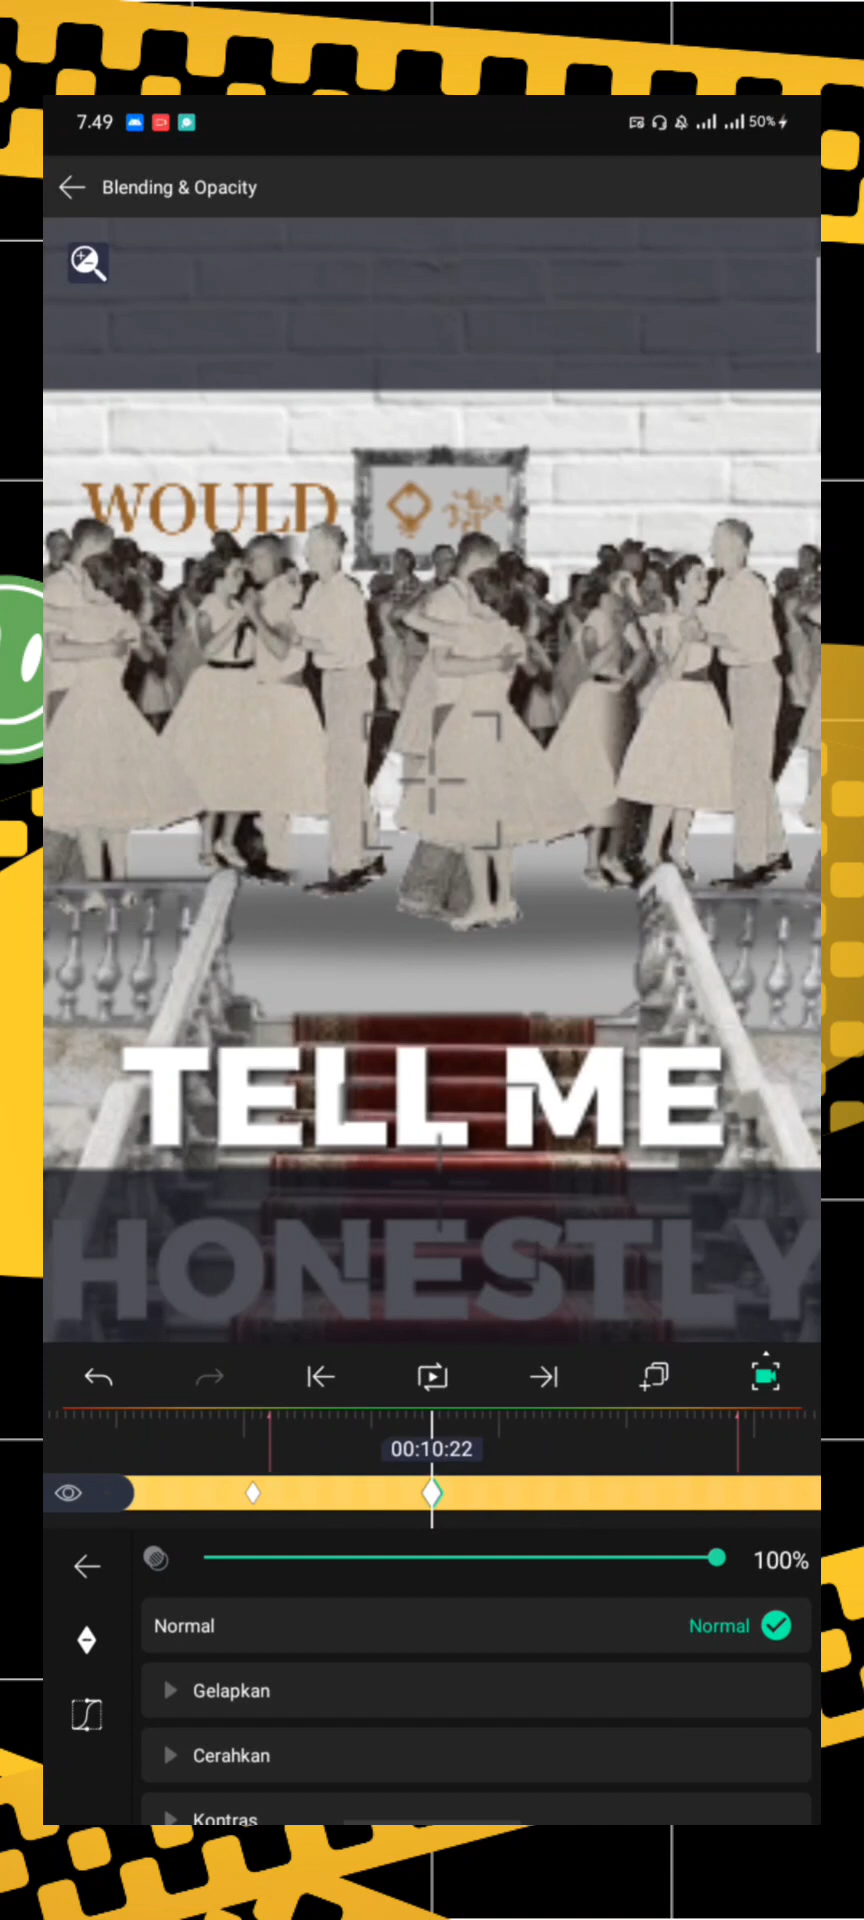 7.49
50%
Blending & Opacity
WOULD
TELL ME
HONESTLY
00:10:22
100%
Normal Normal
Gelapkan
Cerahkan
Kontras